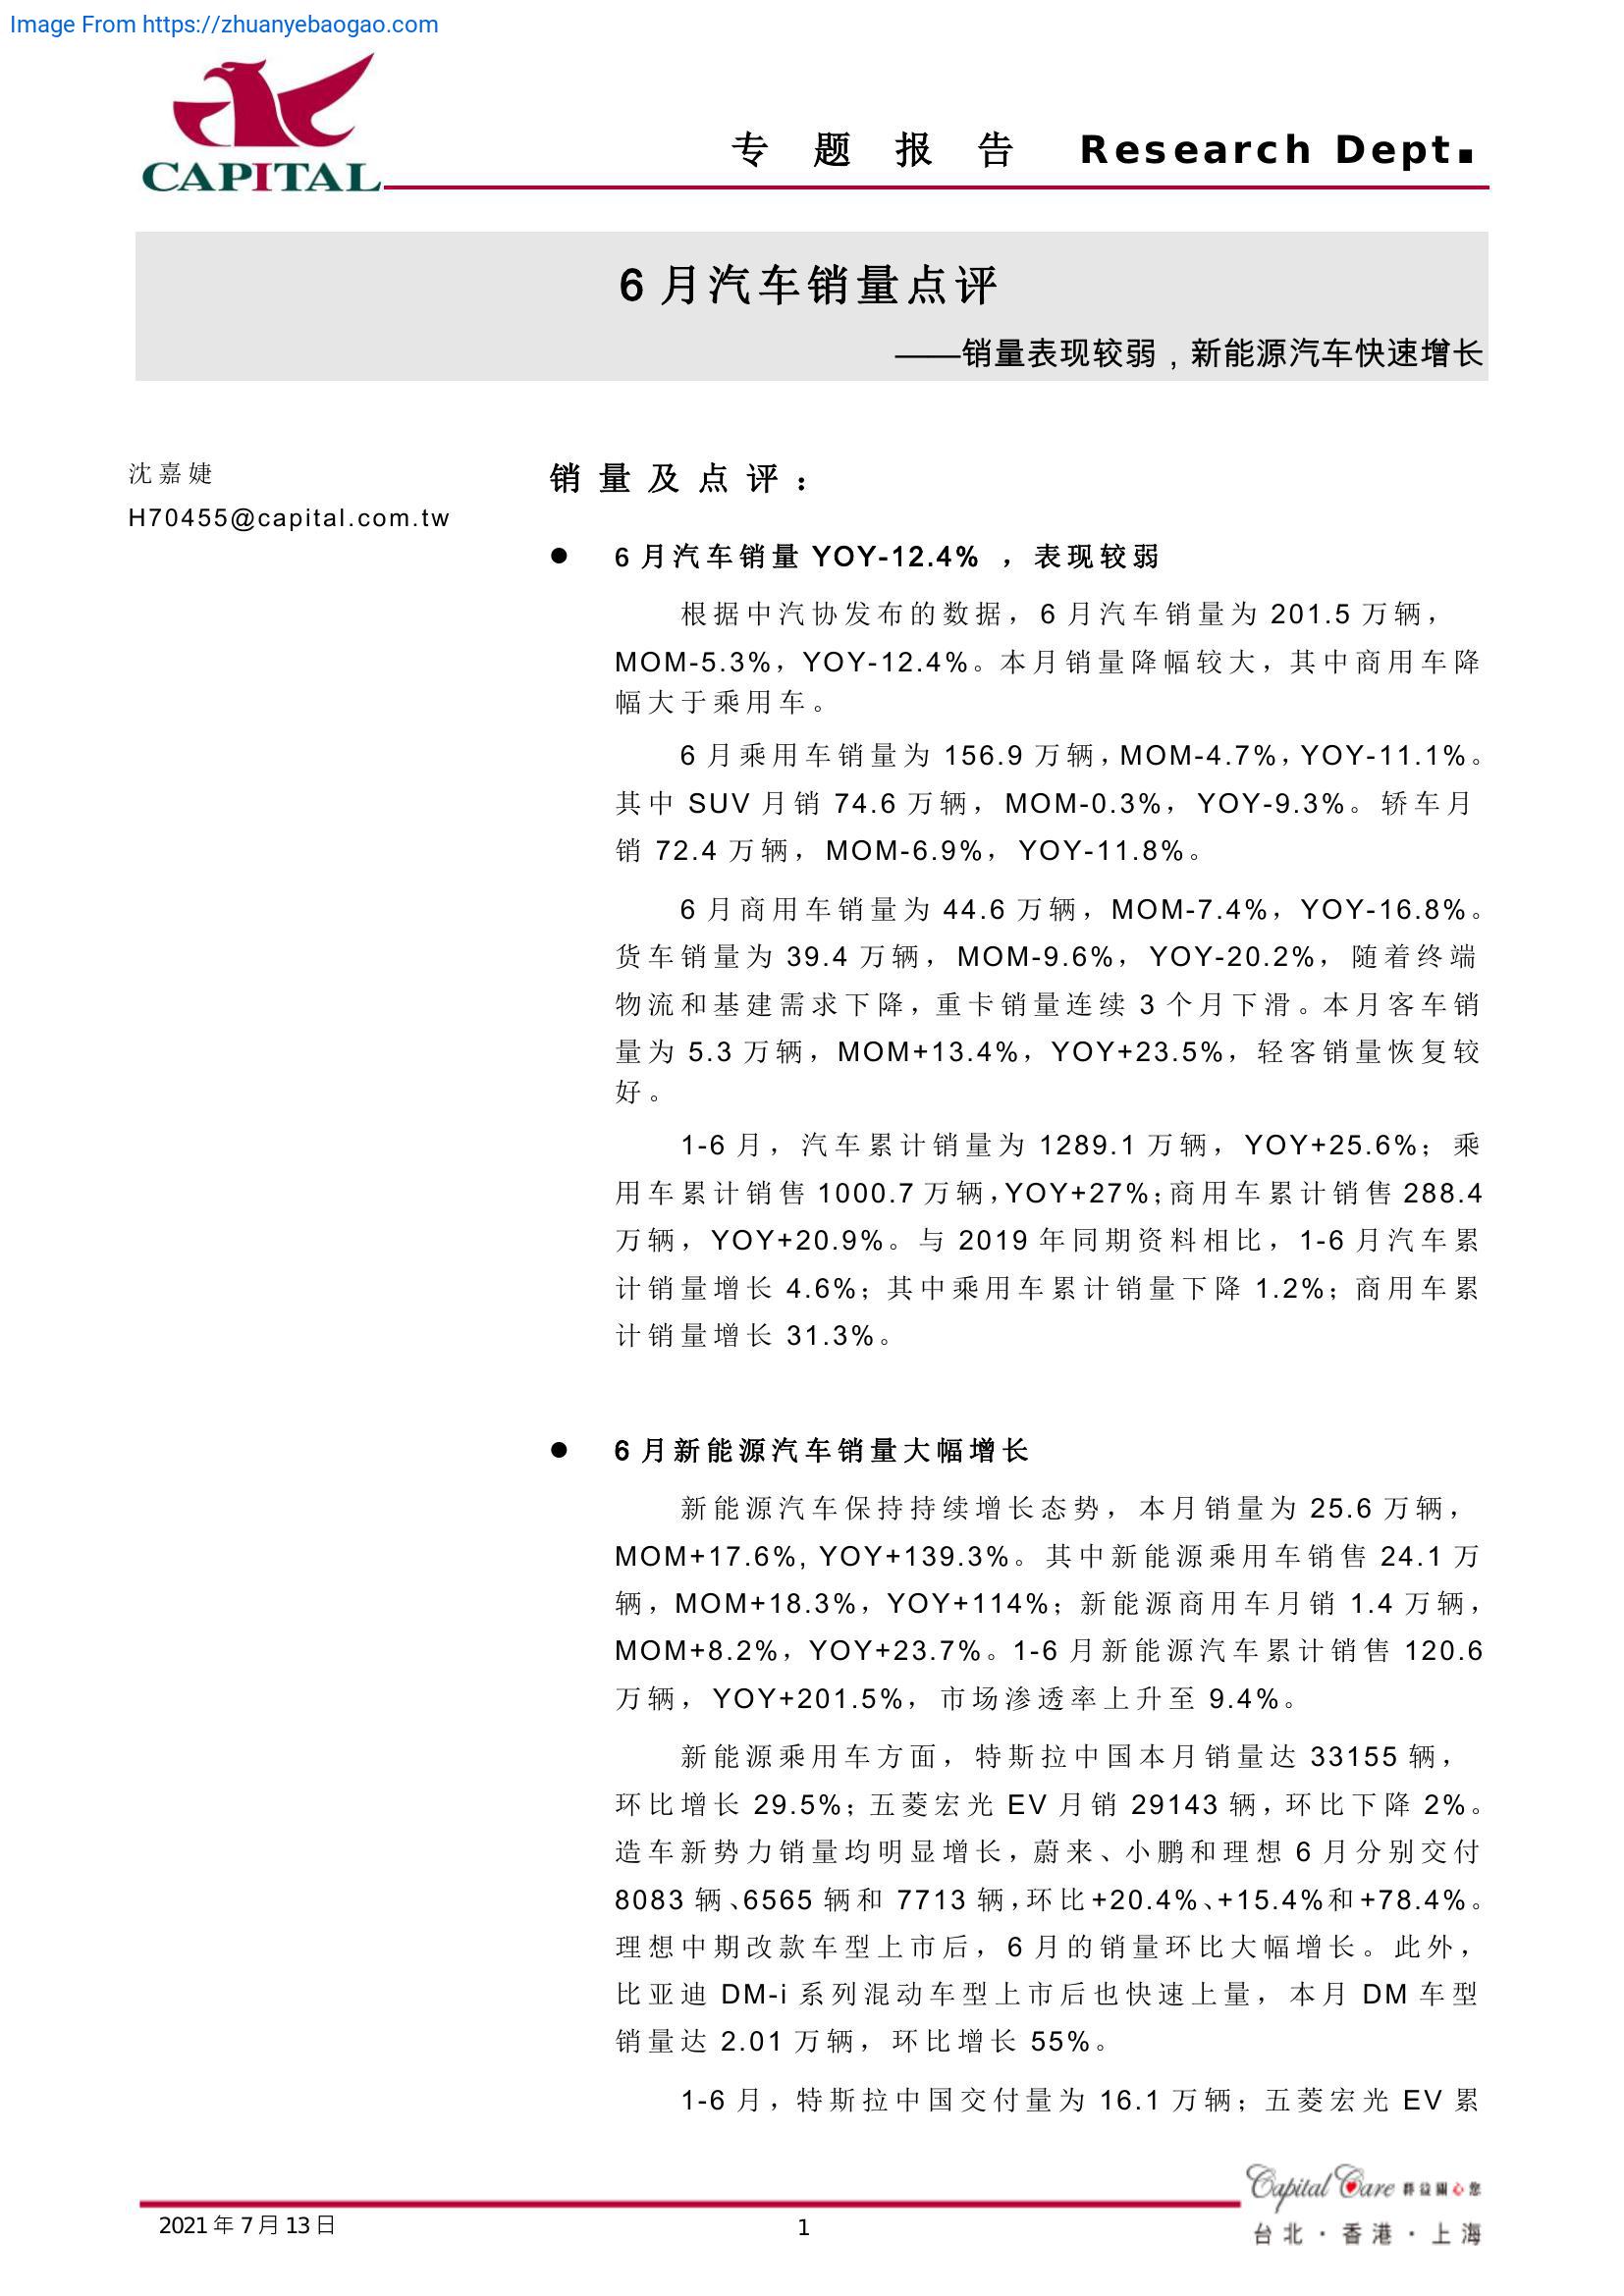 Image From https://zhuanyebaogao.com
CAPITAL
专 题 报 告 Research Dept.
6 月汽车销量点评
——销量表现较弱，新能源汽车快速增长
沈嘉婕
H70455@capital.com.tw
销量及点评：
● 6 月汽车销量 YOY-12.4% ，表现较弱
根据中汽协发布的数据，6 月汽车销量为 201.5 万辆，
MOM-5.3%，YOY-12.4%。本月销量降幅较大，其中商用车降
幅大于乘用车。
6 月乘用车销量为 156.9 万辆，MOM-4.7%，YOY-11.1%。
其中 SUV 月销 74.6 万辆，MOM-0.3%，YOY-9.3%。轿车月
销 72.4 万辆，MOM-6.9%，YOY-11.8%。
6 月商用车销量为 44.6 万辆，MOM-7.4%，YOY-16.8%。
货车销量为 39.4 万辆，MOM-9.6%，YOY-20.2%，随着终端
物流和基建需求下降，重卡销量连续 3 个月下滑。本月客车销
量为 5.3 万辆，MOM+13.4%，YOY+23.5%，轻客销量恢复较
好。
1-6 月，汽车累计销量为 1289.1 万辆，YOY+25.6%；乘
用车累计销售 1000.7 万辆，YOY+27%；商用车累计销售 288.4
万辆，YOY+20.9%。与 2019 年同期资料相比，1-6 月汽车累
计销量增长 4.6%；其中乘用车累计销量下降 1.2%；商用车累
计销量增长 31.3%。
● 6 月新能源汽车销量大幅增长
新能源汽车保持持续增长态势，本月销量为 25.6 万辆，
MOM+17.6%, YOY+139.3%。其中新能源乘用车销售 24.1 万
辆，MOM+18.3%，YOY+114%；新能源商用车月销 1.4 万辆，
MOM+8.2%，YOY+23.7%。1-6 月新能源汽车累计销售 120.6
万辆，YOY+201.5%，市场渗透率上升至 9.4%。
新能源乘用车方面，特斯拉中国本月销量达 33155 辆，
环比增长 29.5%；五菱宏光 EV 月销 29143 辆，环比下降 2%。
造车新势力销量均明显增长，蔚来、小鹏和理想 6 月分别交付
8083 辆、6565 辆和 7713 辆，环比+20.4%、+15.4%和+78.4%。
理想中期改款车型上市后，6 月的销量环比大幅增长。此外，
比亚迪 DM-i 系列混动车型上市后也快速上量，本月 DM 车型
销量达 2.01 万辆，环比增长 55%。
1-6 月，特斯拉中国交付量为 16.1 万辆；五菱宏光 EV 累
Capital Care 群益關心您
2021 年 7 月 13 日
1
台北‧香港‧上海